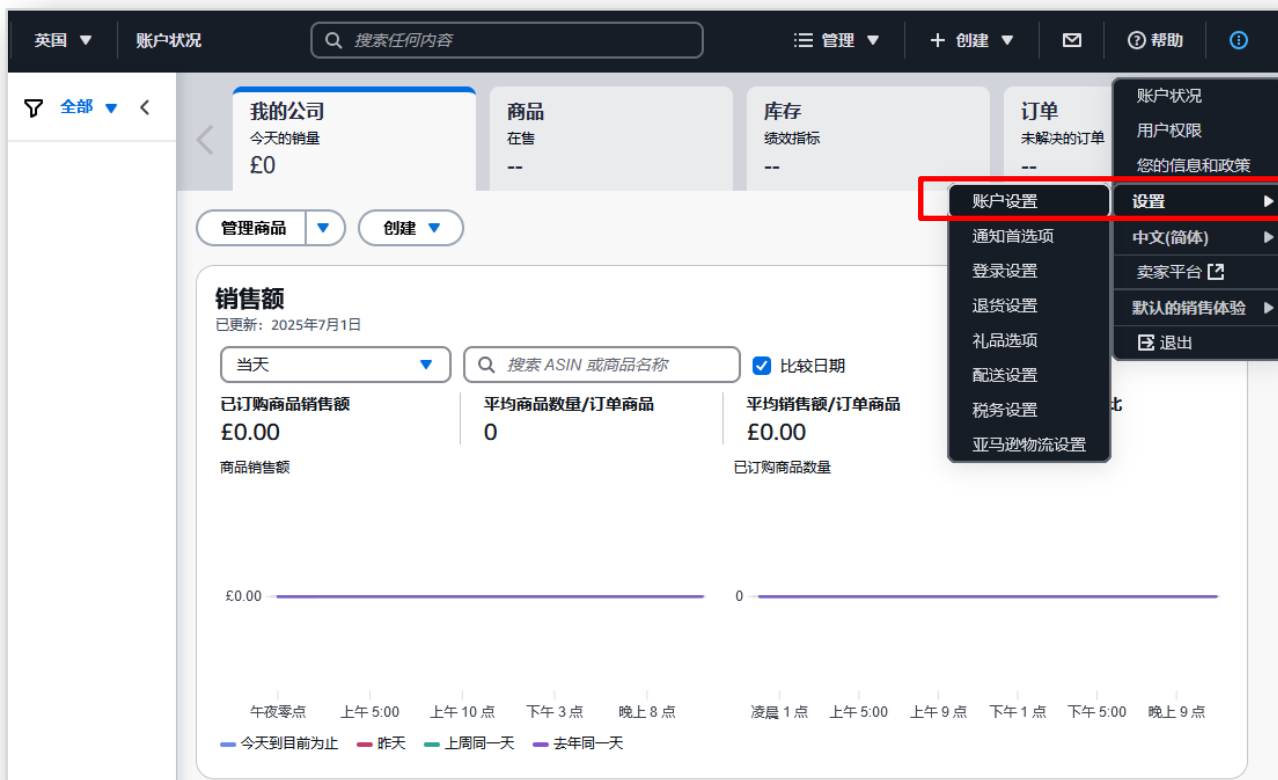 英国 ▼ 账户状况 搜索任何内容 管理 ▼ + 创建 ▼ 帮助
全部 ▼
我的公司
今天的销量
£0
商品
在售
--
库存
绩效指标
--
订单
未解决的订单
--
账户状况
用户权限
您的信息和政策
设置
中文(简体)
卖家平台
默认的销售体验
退出
账户设置
通知首选项
登录设置
退货设置
礼品选项
配送设置
税务设置
亚马逊物流设置
管理商品 ▼ 创建 ▼
销售额
已更新：2025年7月1日
当天 ▼ 搜索 ASIN 或商品名称 比较日期
已订购商品销售额
£0.00
平均商品数量/订单商品
0
平均销售额/订单商品
£0.00
比
商品销售额
已订购商品数量
£0.00
0
午夜零点 上午 5:00 上午 10 点 下午 3 点 晚上 8 点
凌晨 1 点 上午 5:00 上午 9 点 下午 1 点 下午 5:00 晚上 9 点
今天到目前为止 昨天 上周同一天 去年同一天